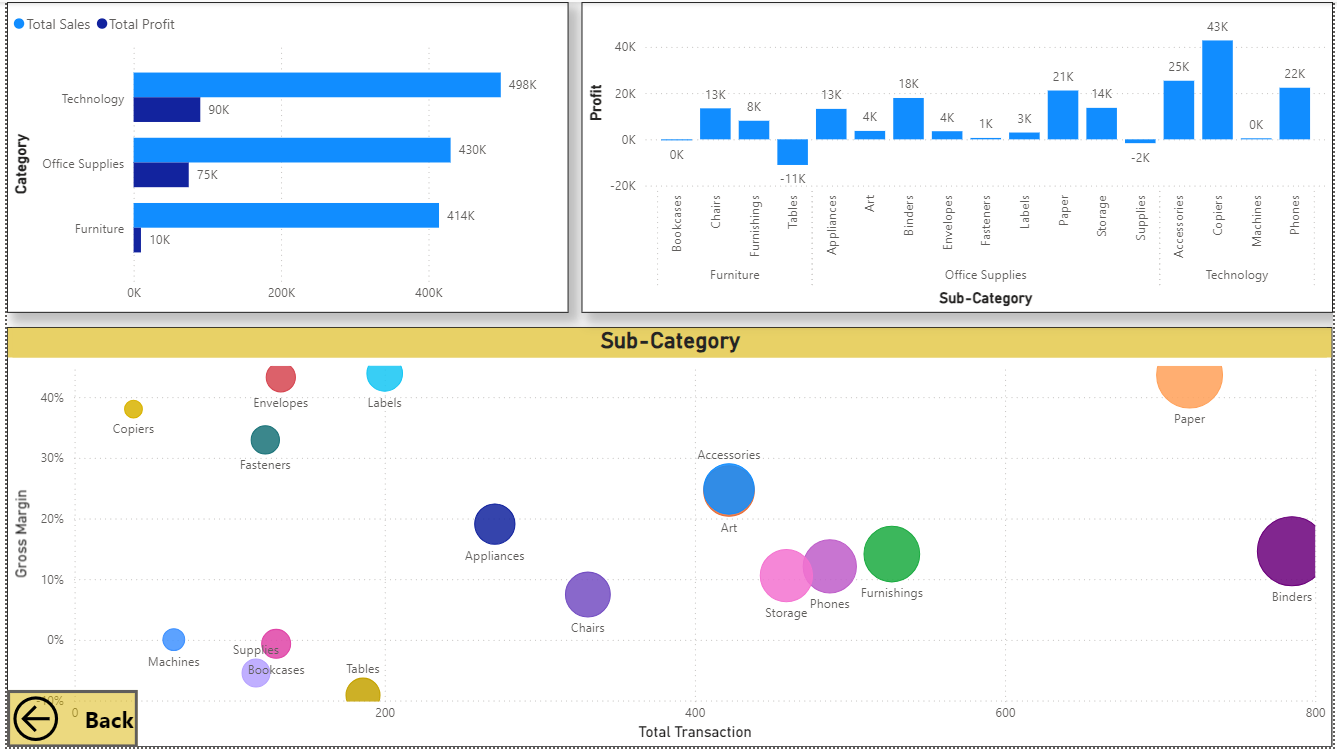 Total Sales Total Profit
Category
Technology
498K
90K
Office Supplies
430K
75K
Furniture
414K
10K
0K 200K 400K
Profit
40K
20K
0K
-20K
0K 13K 8K -11K 13K 4K 18K 4K 1K 3K 21K 14K -2K 25K 43K 0K 22K
Bookcases Chairs Furnishings Tables Appliances Art Binders Envelopes Fasteners Labels Paper Storage Supplies Accessories Copiers Machines Phones
Furniture Office Supplies Technology
Sub-Category
Sub-Category
Gross Margin
40%
30%
20%
10%
0%
-10%
Envelopes
Labels
Copiers
Paper
Fasteners
Accessories
Art
Appliances
Storage
Phones
Furnishings
Binders
Chairs
Machines
Supplies
Bookcases
Tables
0 200 400 600 800
Total Transaction
Back